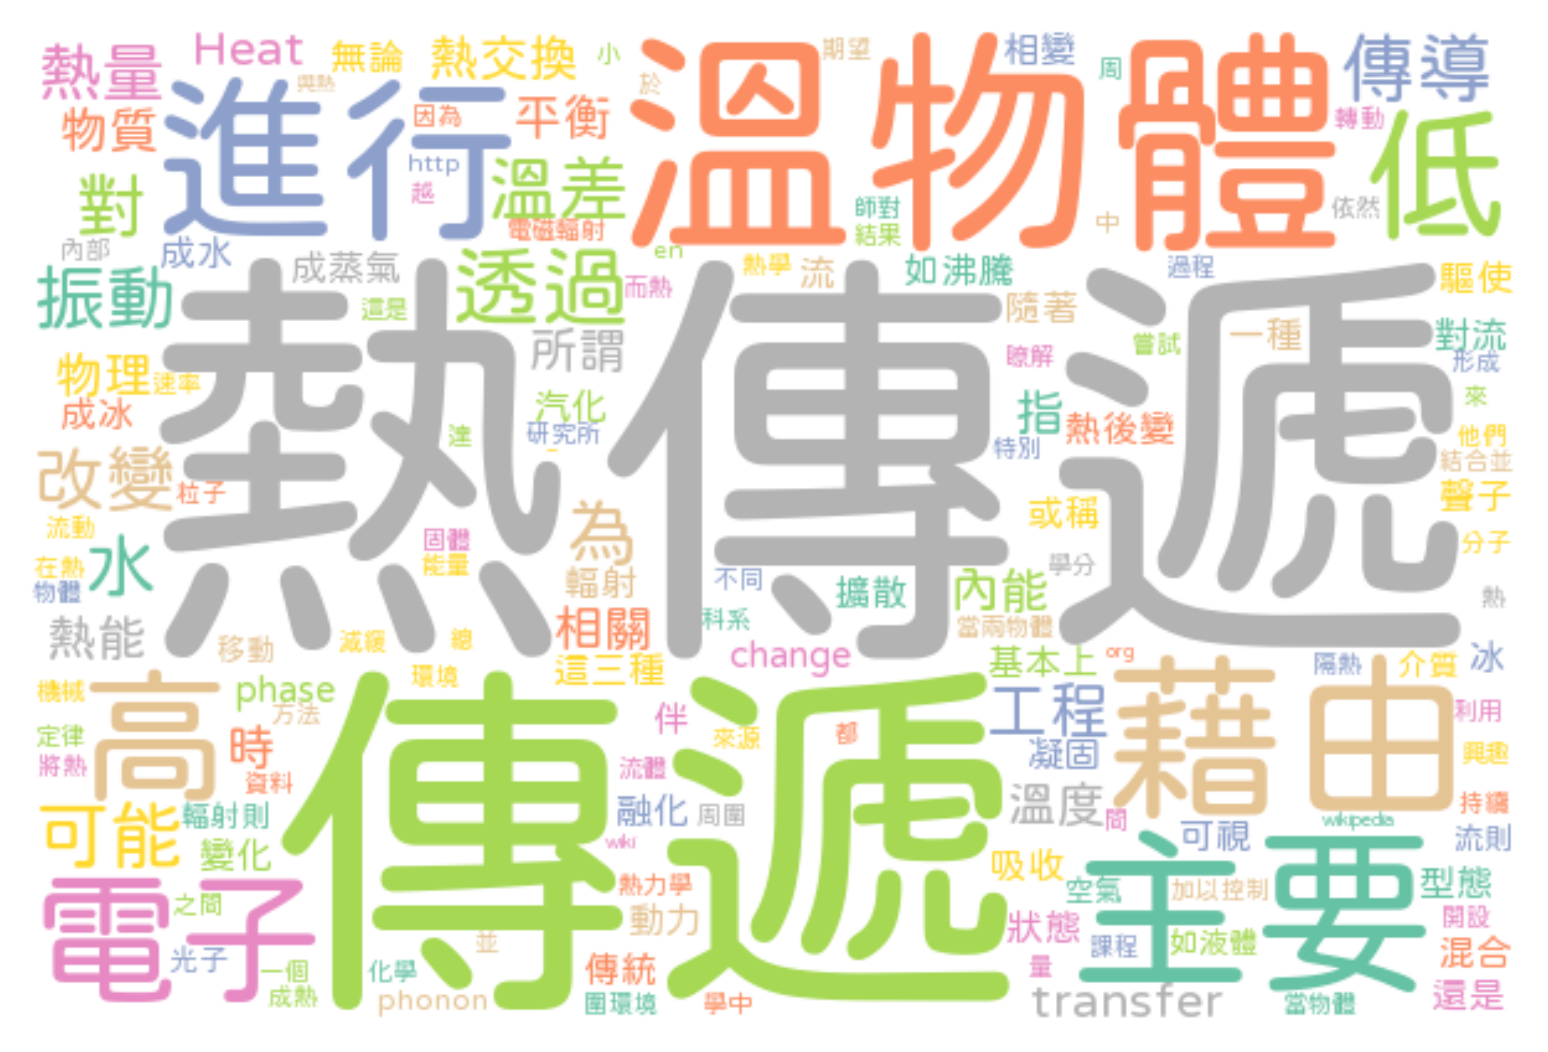 熱量 Heat 無論 熱交換 小 期望 相變 周 傳導
與熱 於
物質 進行 因為 平衡 溫物體 轉動 低
http
對 越 溫差 師對 中 依然
內部 成水 電磁輻射 結果
成蒸氣 透過 en 熱學 流 如沸騰 過程 驅使
振動 這是 而熱 隨著 一種 對流
熱傳遞
所謂 瞭解 嘗試 形成
物理 速率
成冰 汽化 指 熱後變 來
達 研究所 特別 他們
改變 粒子 結合並
流動 為 或稱 聲子
水 固體 分子
在熱 能量 輻射 不同 擴散 內能 學分
物體 科系 當兩物體 熱
熱能 移動 減緩 總 相關 change 基本上 org 隔熱 介質 冰
機械 高 phase 環境 這三種 藉由
定律 時 方法 傳遞 伴 來源 都 工程 利用
將熱 資料 流體 凝固 興趣
可能 輻射則 融化 周圍 溫度 間 持續
變化 wiki 可視 wikipedia 流則
電子 熱力學 吸收 空氣 主要 加以控制 型態
之間 動力 狀態 開設
光子 一個 並 課程 如液體 混合
成熱 化學 傳統 量
phonon 圍環境 學中 transfer 當物體 還是